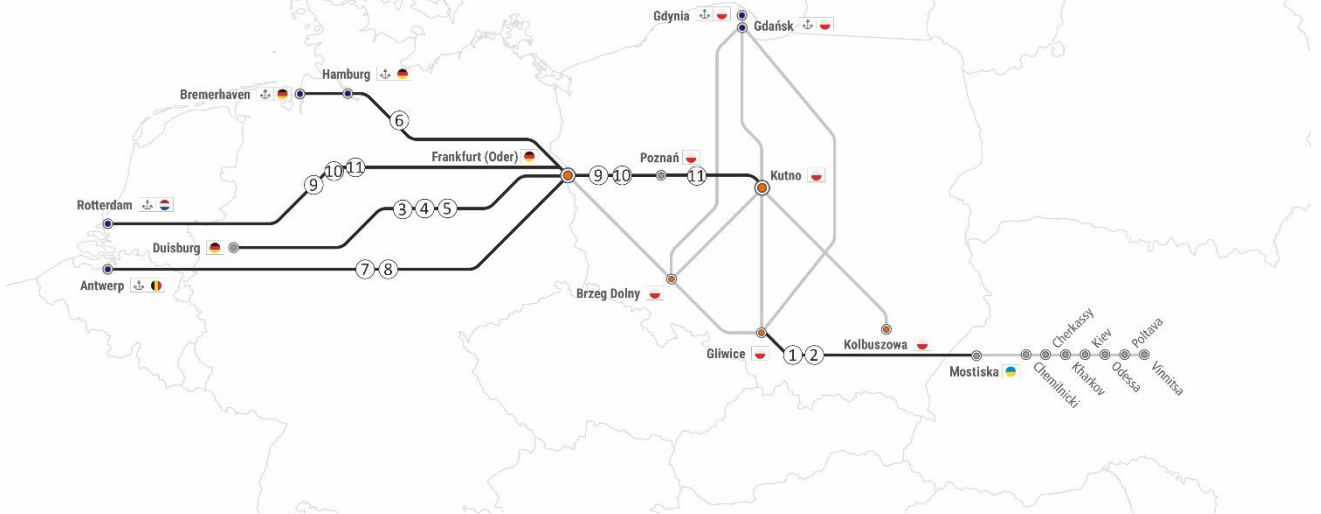 Gdynia
Gdańsk
Hamburg
Bremerhaven
6
Frankfurt (Oder)
Poznań
9 10 11
9 10 11
Kutno
Rotterdam
3 4 5
Duisburg
7 8
Antwerp
Brzeg Dolny
Gliwice
1 2
Kolbuszowa
Mostiska
Chemilnicki
Cherkassy
Kharkov
Kiev
Odessa
Poltava
Vinnitsa